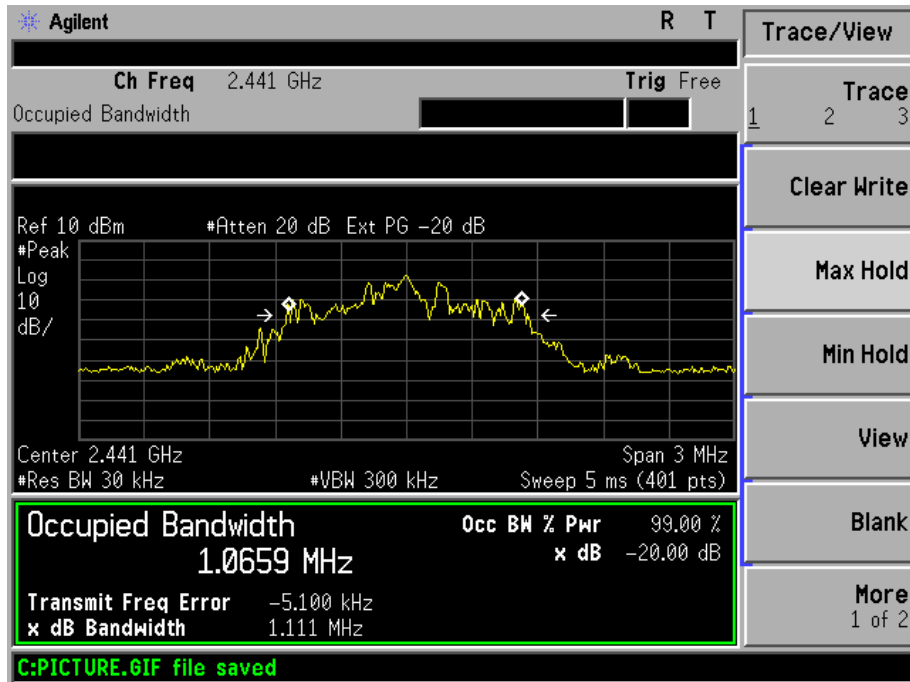 Agilent R T
Ch Freq 2.441 GHz Trig Free
Occupied Bandwidth
Ref 10 dBm #Atten 20 dB Ext PG -20 dB
#Peak
Log
10
dB/
Center 2.441 GHz Span 3 MHz
#Res BW 30 kHz #VBW 300 kHz Sweep 5 ms (401 pts)
Occupied Bandwidth
1.0659 MHz
Occ BW % Pwr 99.00 %
x dB -20.00 dB
Transmit Freq Error -5.100 kHz
x dB Bandwidth 1.111 MHz
C:PICTURE.GIF file saved
Trace/View
Trace
1 2 3
Clear Write
Max Hold
Min Hold
View
Blank
More
1 of 2